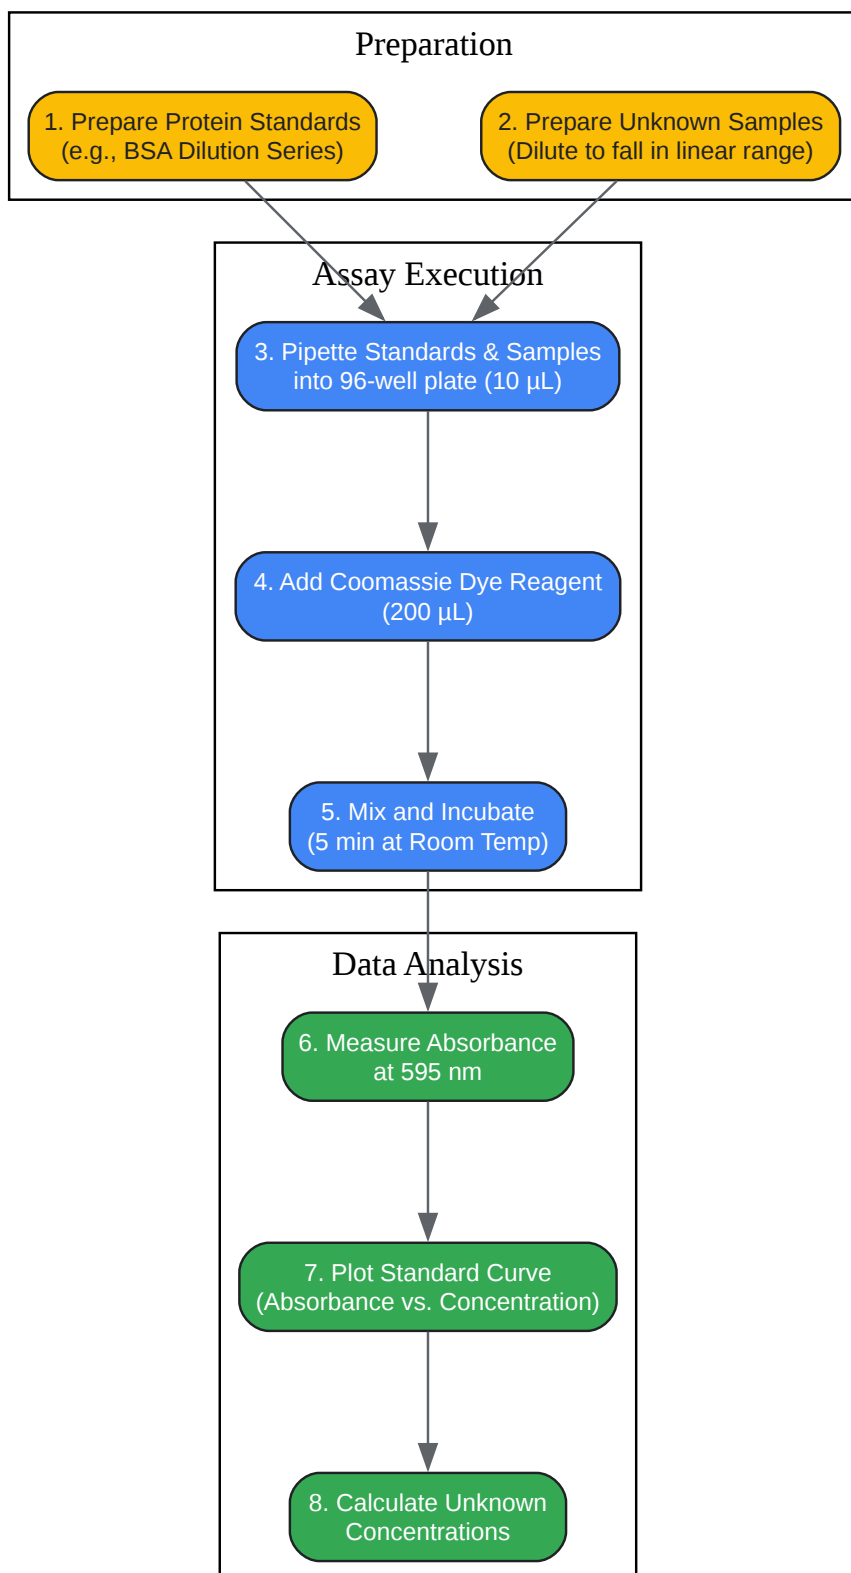 Preparation
1. Prepare Protein Standards
(e.g., BSA Dilution Series)
2. Prepare Unknown Samples
(Dilute to fall in linear range)
Assay Execution
3. Pipette Standards & Samples
into 96-well plate (10 µL)
4. Add Coomassie Dye Reagent
(200 µL)
5. Mix and Incubate
(5 min at Room Temp)
Data Analysis
6. Measure Absorbance
at 595 nm
7. Plot Standard Curve
(Absorbance vs. Concentration)
8. Calculate Unknown
Concentrations